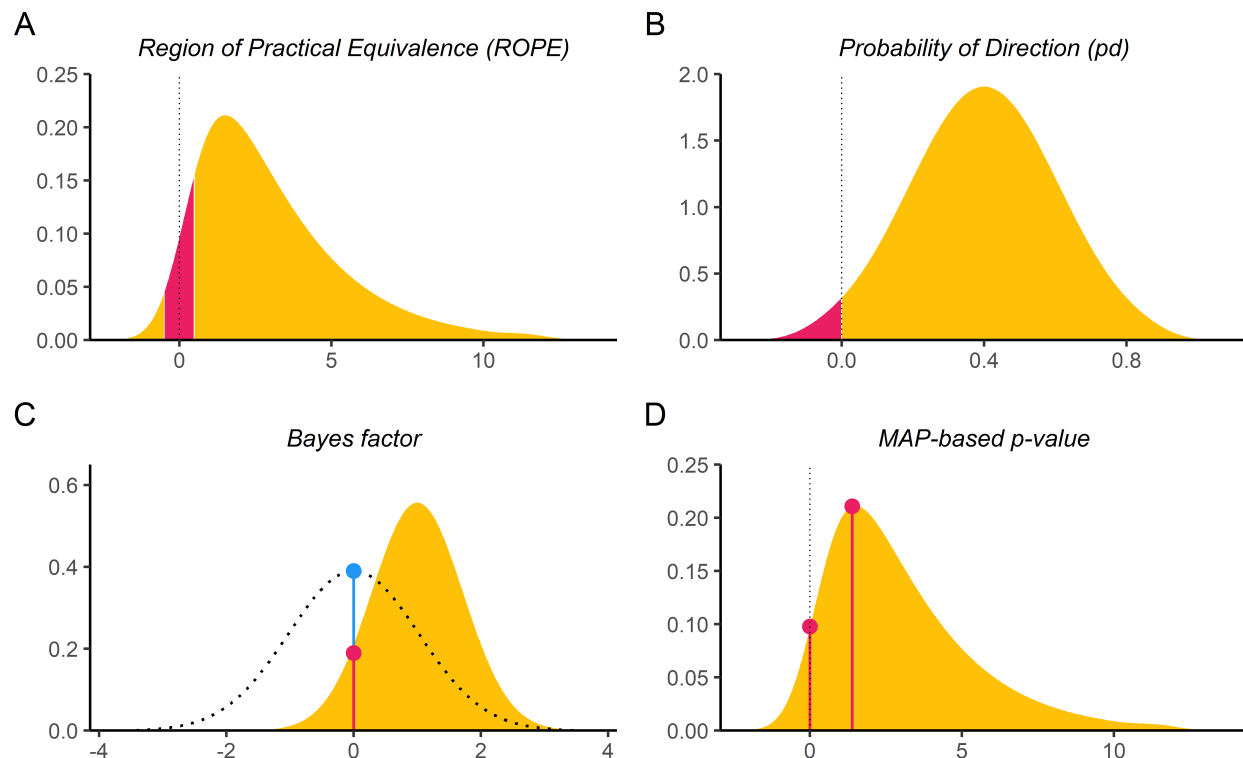 A
Region of Practical Equivalence (ROPE)
0.25
0.20
0.15
0.10
0.05
0.00
0 5 10
B
Probability of Direction (pd)
2.0
1.5
1.0
0.5
0.0
0.0 0.4 0.8
C
Bayes factor
0.6
0.4
0.2
0.0
-4 -2 0 2 4
D
MAP-based p-value
0.25
0.20
0.15
0.10
0.05
0.00
0 5 10